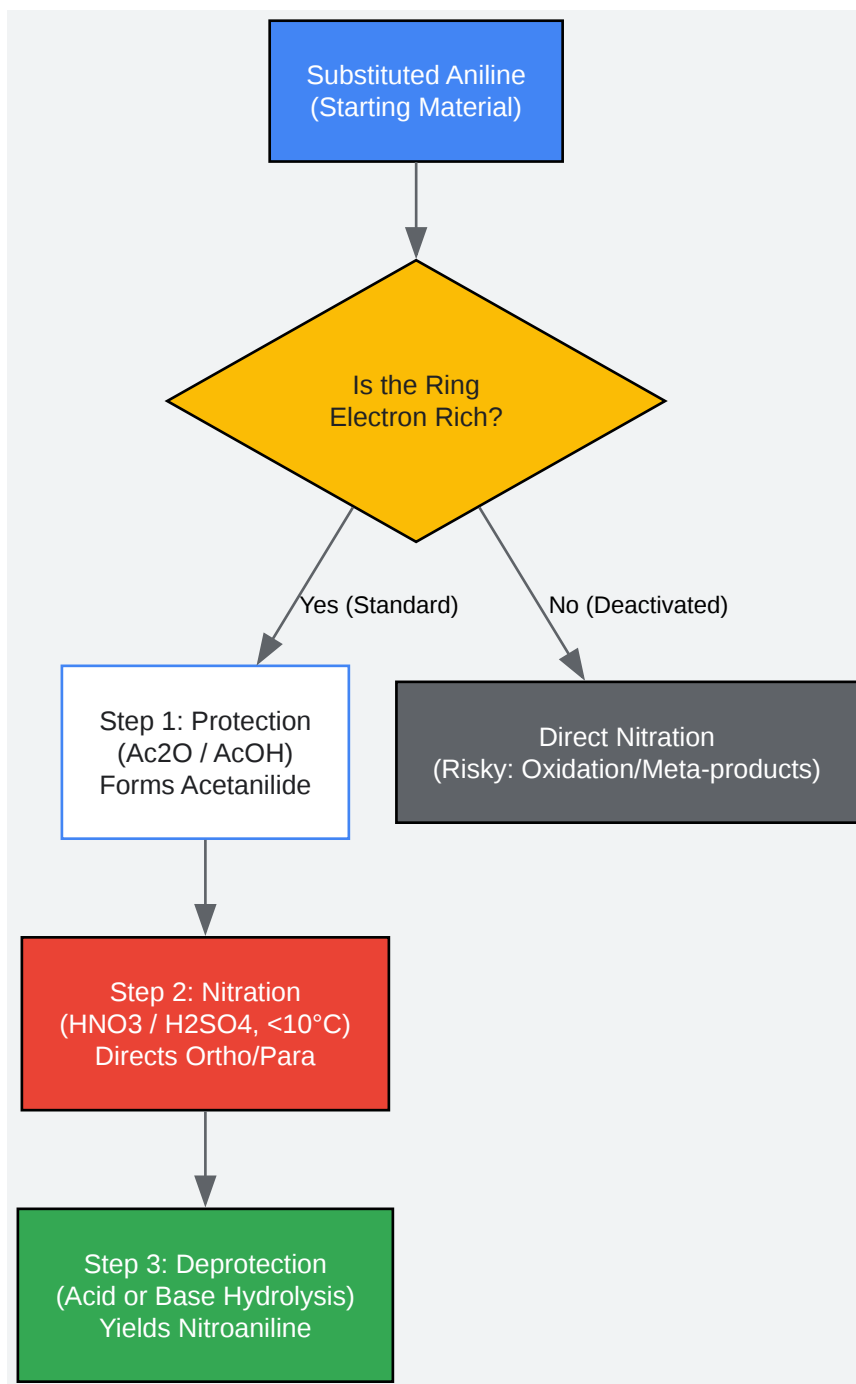 Substituted Aniline
(Starting Material)
Is the Ring
Electron Rich?
Yes (Standard)
No (Deactivated)
Step 1: Protection
(Ac2O / AcOH)
Forms Acetanilide
Direct Nitration
(Risky: Oxidation/Meta-products)
Step 2: Nitration
(HNO3 / H2SO4, <10°C)
Directs Ortho/Para
Step 3: Deprotection
(Acid or Base Hydrolysis)
Yields Nitroaniline